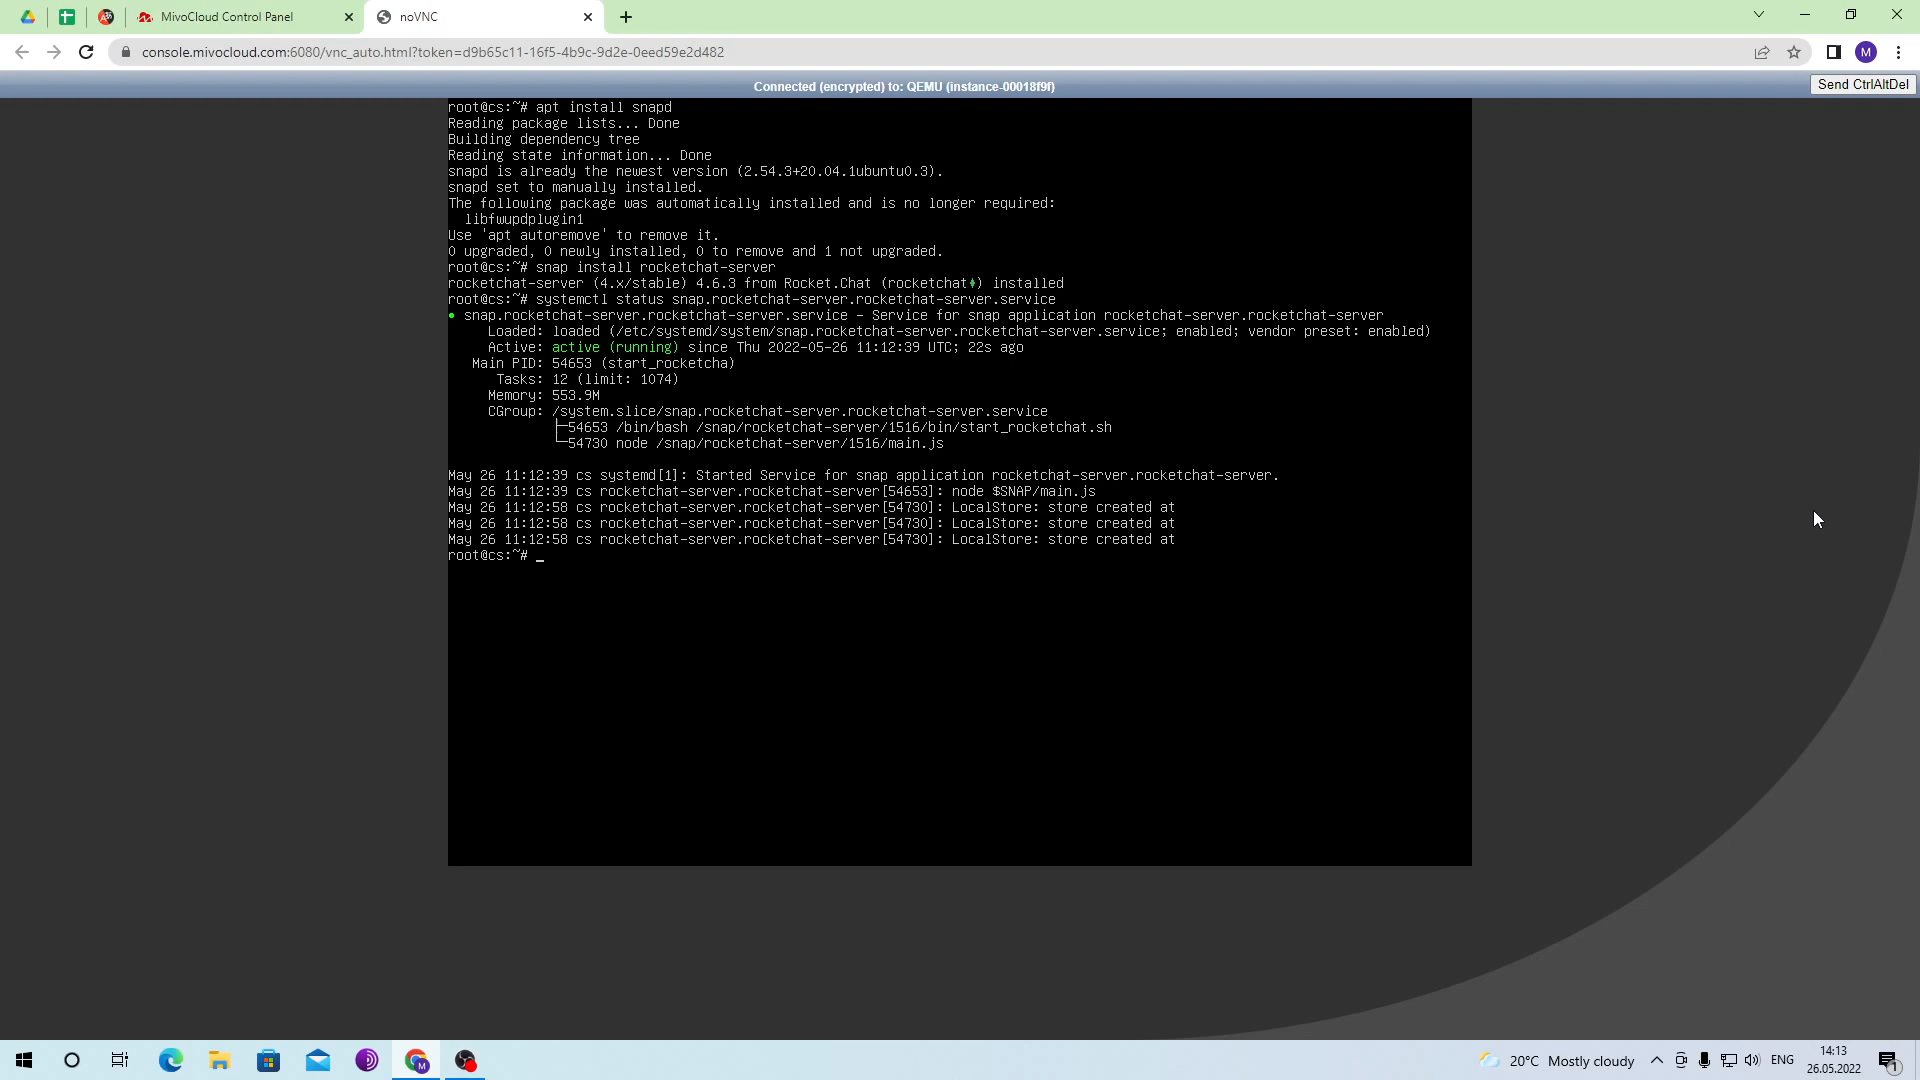 MivoCloud Control Panel
noVNC
console.mivocloud.com:6080/vnc_auto.html?token=d9b65c11-16f5-4b9c-9d2e-0eed59e2d482
M
Connected (encrypted) to: QEMU (instance-00018f9f)
Send CtrlAltDel
root@cs:~# apt install snapd
Reading package lists... Done
Building dependency tree
Reading state information... Done
snapd is already the newest version (2.54.3+20.04.1ubuntu0.3).
snapd set to manually installed.
The following package was automatically installed and is no longer required:
  libfwupdplugin1
Use 'apt autoremove' to remove it.
0 upgraded, 0 newly installed, 0 to remove and 1 not upgraded.
root@cs:~# snap install rocketchat-server
rocketchat-server (4.x/stable) 4.6.3 from Rocket.Chat (rocketchat♦) installed
root@cs:~# systemctl status snap.rocketchat-server.rocketchat-server.service
● snap.rocketchat-server.rocketchat-server.service - Service for snap application rocketchat-server.rocketchat-server
     Loaded: loaded (/etc/systemd/system/snap.rocketchat-server.rocketchat-server.service; enabled; vendor preset: enabled)
     Active: active (running) since Thu 2022-05-26 11:12:39 UTC; 22s ago
   Main PID: 54653 (start_rocketcha)
      Tasks: 12 (limit: 1074)
     Memory: 553.9M
     CGroup: /system.slice/snap.rocketchat-server.rocketchat-server.service
             ├─54653 /bin/bash /snap/rocketchat-server/1516/bin/start_rocketchat.sh
             └─54730 node /snap/rocketchat-server/1516/main.js
May 26 11:12:39 cs systemd[1]: Started Service for snap application rocketchat-server.rocketchat-server.
May 26 11:12:39 cs rocketchat-server.rocketchat-server[54653]: node $SNAP/main.js
May 26 11:12:58 cs rocketchat-server.rocketchat-server[54730]: LocalStore: store created at
May 26 11:12:58 cs rocketchat-server.rocketchat-server[54730]: LocalStore: store created at
May 26 11:12:58 cs rocketchat-server.rocketchat-server[54730]: LocalStore: store created at
root@cs:~# _
M
20°C Mostly cloudy
ENG
14:13
26.05.2022
1